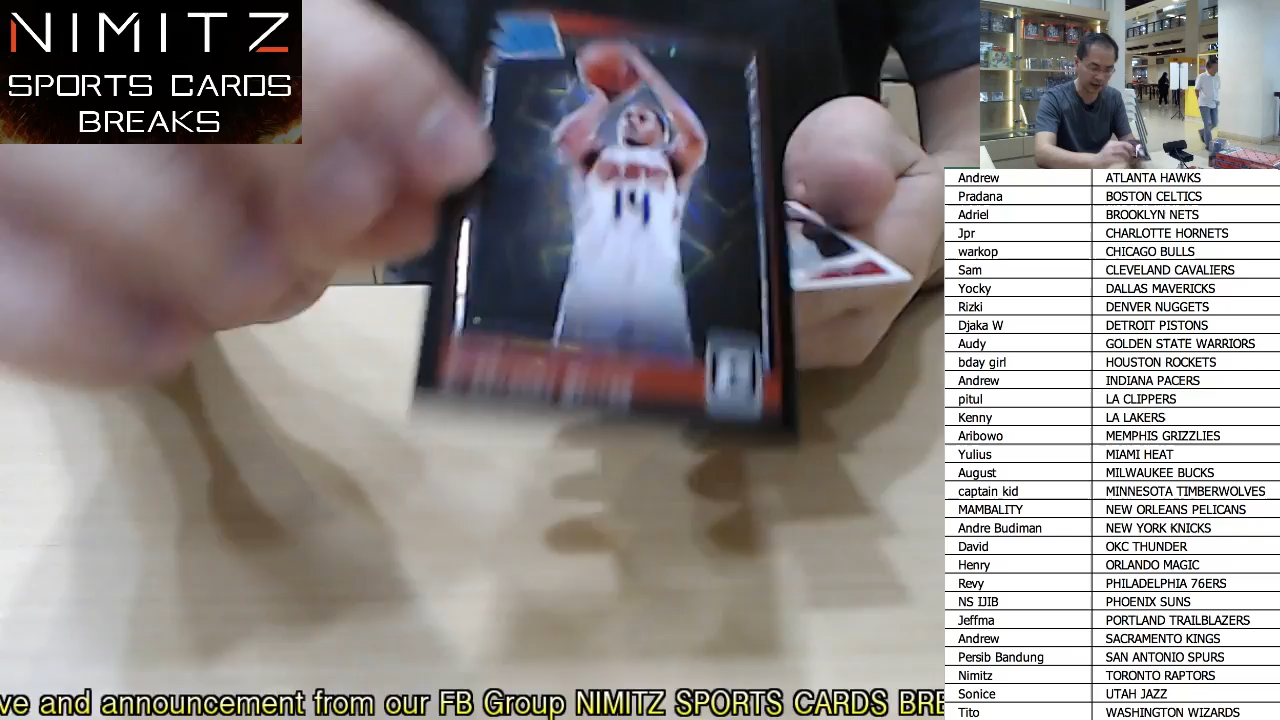 NIMITZ
SPORTS CARDS
BREAKS
14
Andrew ATLANTA HAWKS
Pradana BOSTON CELTICS
Adriel BROOKLYN NETS
Jpr CHARLOTTE HORNETS
warkop CHICAGO BULLS
Sam CLEVELAND CAVALIERS
Yocky DALLAS MAVERICKS
Rizki DENVER NUGGETS
Djaka W DETROIT PISTONS
Audy GOLDEN STATE WARRIORS
bday girl HOUSTON ROCKETS
Andrew INDIANA PACERS
pitul LA CLIPPERS
Kenny LA LAKERS
Aribowo MEMPHIS GRIZZLIES
Yulius MIAMI HEAT
August MILWAUKEE BUCKS
captain kid MINNESOTA TIMBERWOLVES
MAMBALITY NEW ORLEANS PELICANS
Andre Budiman NEW YORK KNICKS
David OKC THUNDER
Henry ORLANDO MAGIC
Revy PHILADELPHIA 76ERS
NS IJIB PHOENIX SUNS
Jeffma PORTLAND TRAILBLAZERS
Andrew SACRAMENTO KINGS
Persib Bandung SAN ANTONIO SPURS
Nimitz TORONTO RAPTORS
Sonice UTAH JAZZ
Tito WASHINGTON WIZARDS
ve and announcement from our FB Group NIMITZ SPORTS CARDS BRE